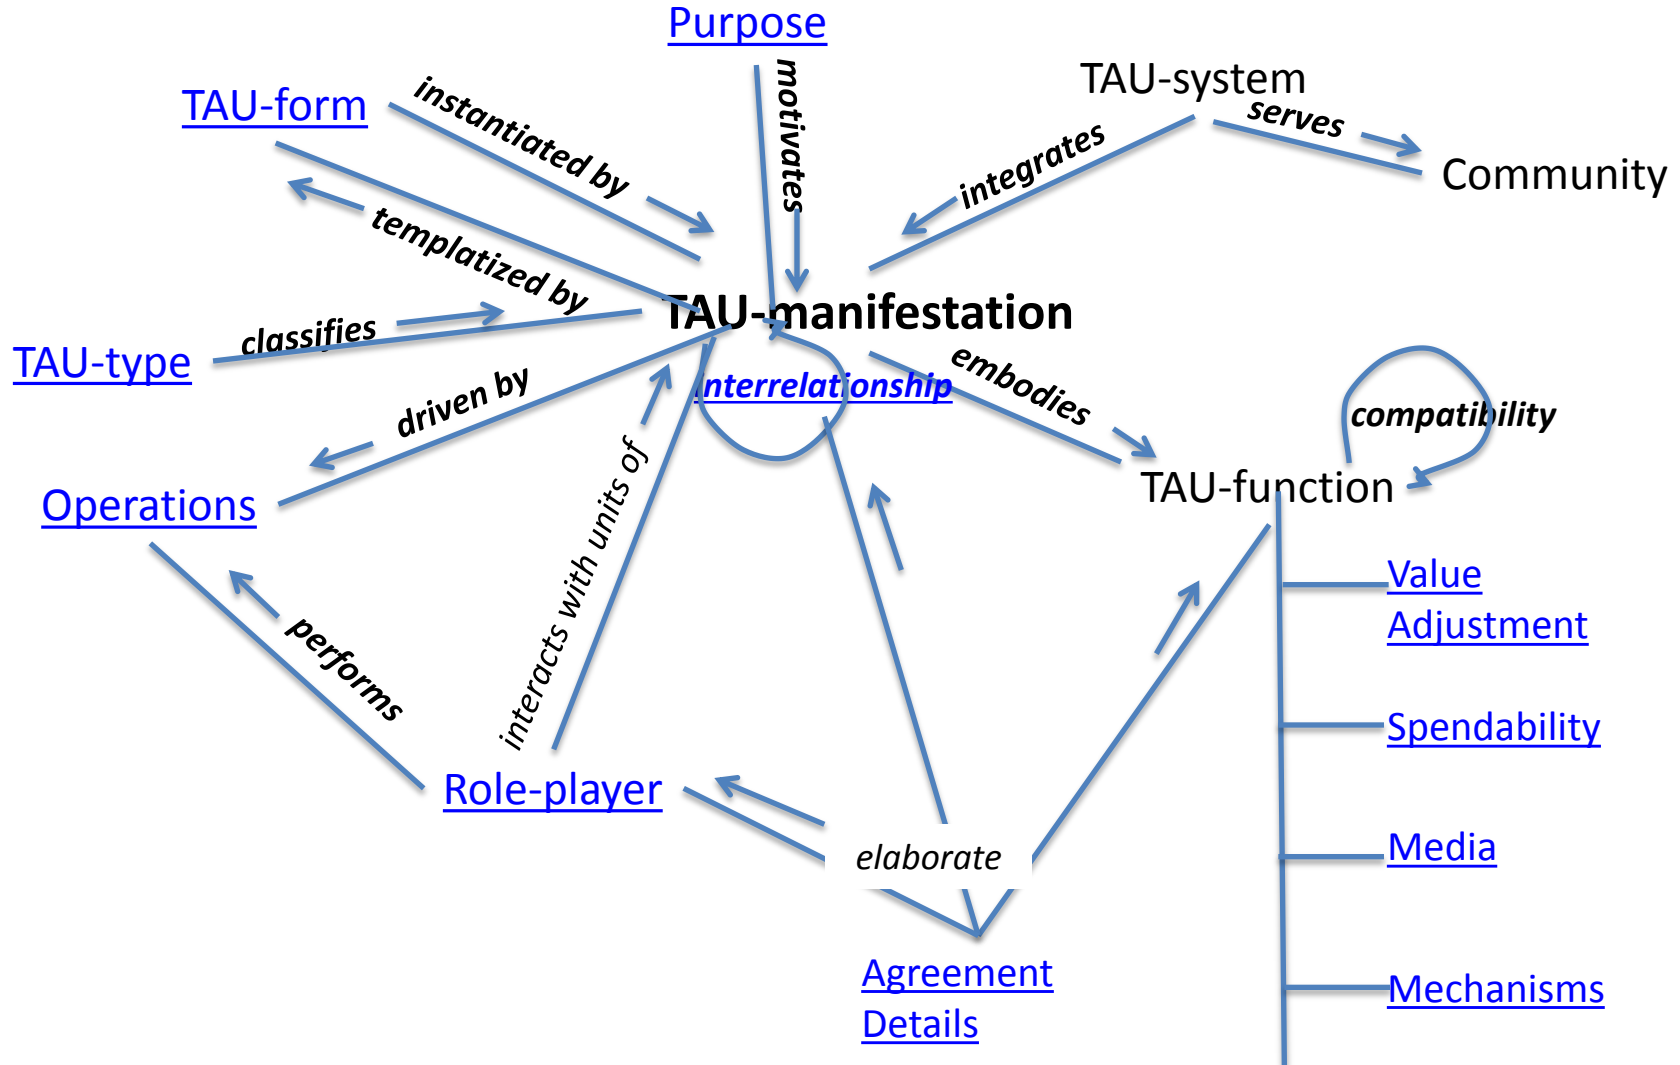 Purpose
TAU-system
TAU-form
instantiated by
motivates
serves
integrates
Community
templatized by
TAU-manifestation
classifies
TAU-type
interrelationship
embodies
driven by
compatibility
TAU-function
Operations
interacts with units of
Value
Adjustment
performs
Spendability
Role-player
elaborate
Media
Agreement
Details
Mechanisms